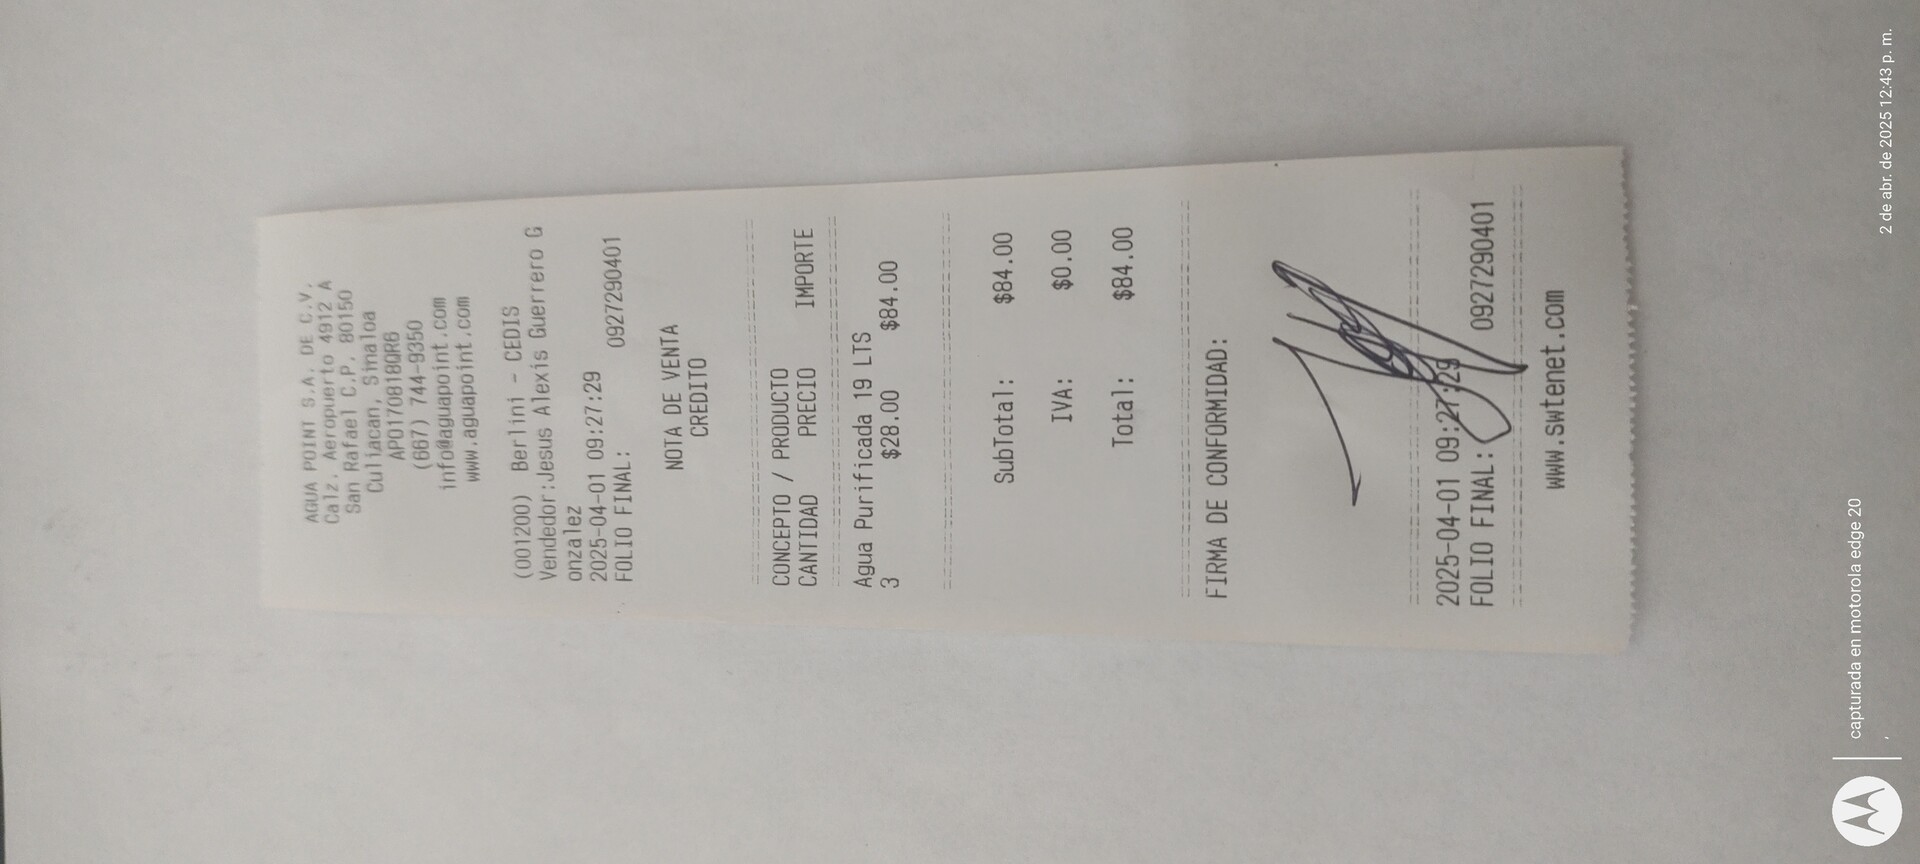 AGUA POINT S.A. DE C.V.
Calz. Aeropuerto 4912 A
San Rafael C.P. 80150
Culiacan, Sinaloa
APO170818QR6
(667) 744-9350
info@aguapoint.com
www.aguapoint.com
(001200) Berlini - CEDIS
Vendedor:Jesus Alexis Guerrero G
onzalez
2025-04-01 09:27:29
FOLIO FINAL: 0927290401
NOTA DE VENTA
CREDITO
CONCEPTO / PRODUCTO
CANTIDAD PRECIO IMPORTE
Agua Purificada 19 LTS
3 $28.00 $84.00
SubTotal: $84.00
IVA: $0.00
Total: $84.00
FIRMA DE CONFORMIDAD:
2025-04-01 09:27:29
FOLIO FINAL: 0927290401
www.swtenet.com
capturada en motorola edge 20
2 de abr. de 2025 12:43 p. m.